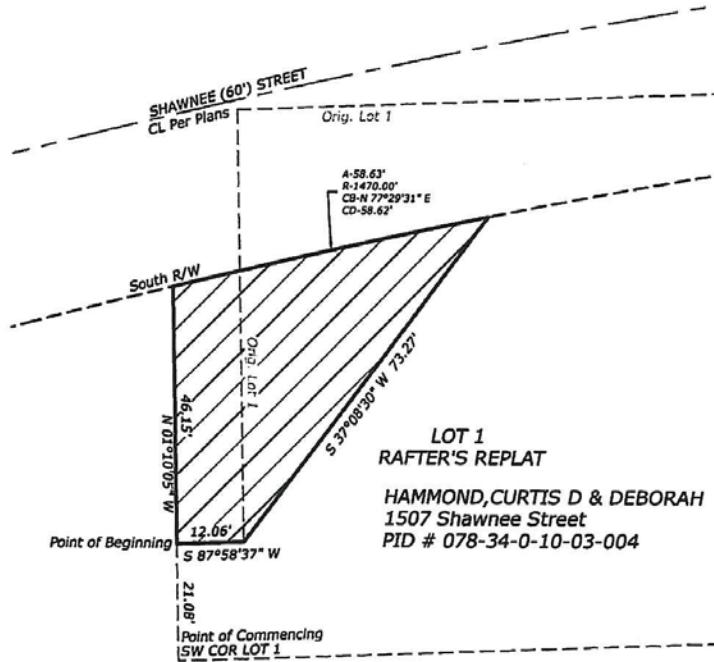 SHAWNEE (60') STREET
CL Per Plans
Orig. Lot 1
A-58.63'
R-1470.00'
CB-N 77°29'31" E
CD-58.62'
South R/W
Orig. Lot 1
46.15'
N 01°10'05" W
S 37°08'30" W 73.27'
LOT 1
RAFTER'S REPLAT
HAMMOND,CURTIS D & DEBORAH
1507 Shawnee Street
PID # 078-34-0-10-03-004
12.06'
Point of Beginning
S 87°58'37" W
21.08'
Point of Commencing
SW COR LOT 1